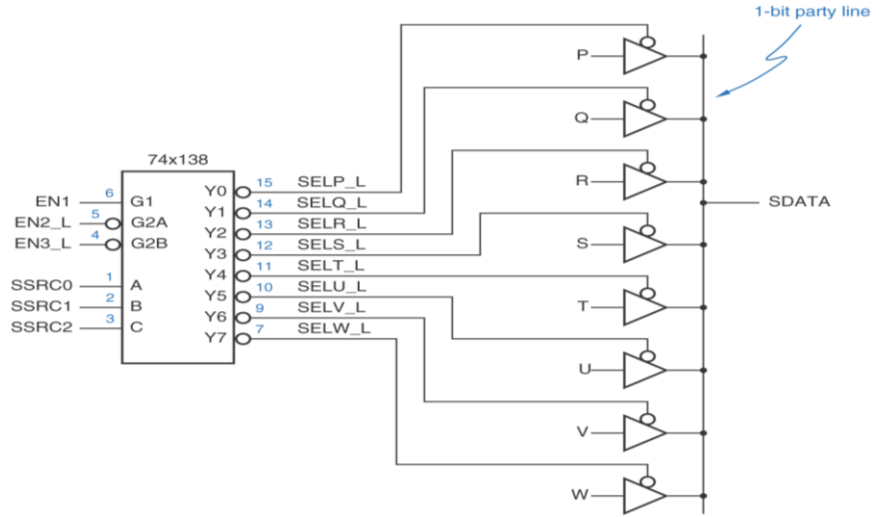 1-bit party line
P
Q
74x138
R
EN1 6 G1 Y0 15 SELP_L
EN2_L 5 G2A Y1 14 SELQ_L
EN3_L 4 G2B Y2 13 SELR_L
SDATA
Y3 12 SELS_L
S
SSRC0 1 A Y4 11 SELT_L
SSRC1 2 B Y5 10 SELU_L
SSRC2 3 C Y6 9 SELV_L
Y7 7 SELW_L
T
U
V
W